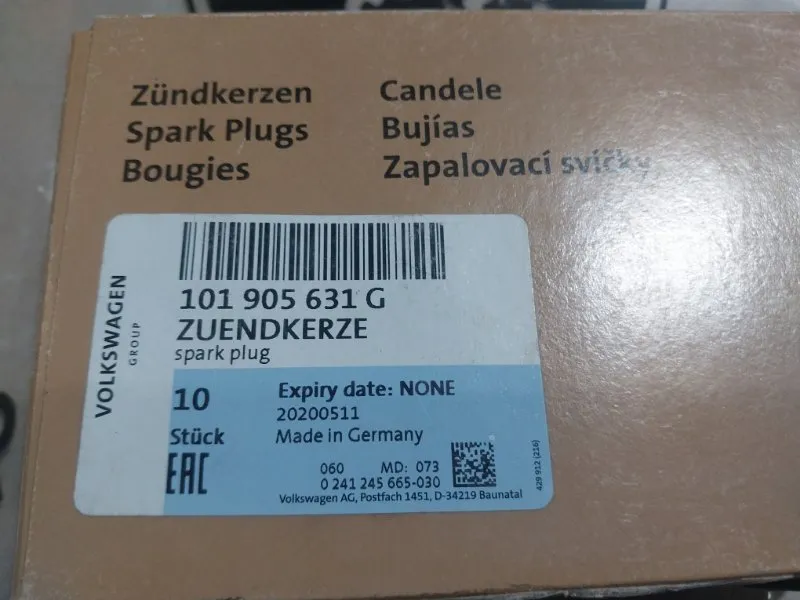 Zündkerzen
Spark Plugs
Bougies
Candele
Bujías
Zapalovací svíčky
VOLKSWAGEN
GROUP
101 905 631 G
ZUENDKERZE
spark plug
10
Stück
EAC
Expiry date: NONE
20200511
Made in Germany
060 MD: 073
0 241 245 665-030
Volkswagen AG, Postfach 1451, D-34219 Baunatal
429 912 (216)